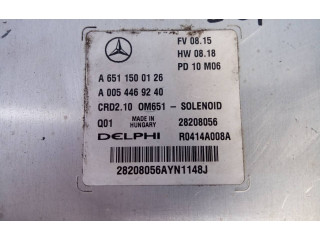 FV 08.15
HW 08.18
PD 10 M06
A 651 150 01 26
A 005 446 92 40
CRD2.10 OM651 - SOLENOID
Q01 MADE IN HUNGARY 28208056
DELPHI R0414A008A
28208056AYN1148J